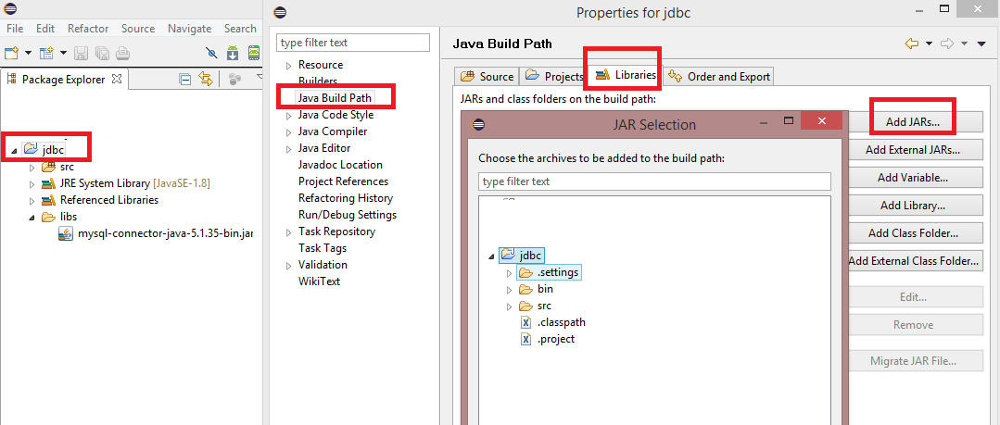 File Edit Refactor Source Navigate Search
Package Explorer
jdbc
src
JRE System Library [JavaSE-1.8]
Referenced Libraries
libs
mysql-connector-java-5.1.35-bin.jar
Properties for jdbc
type filter text
Resource
Builders
Java Build Path
Java Code Style
Java Compiler
Java Editor
Javadoc Location
Project References
Refactoring History
Run/Debug Settings
Task Repository
Task Tags
Validation
WikiText
Java Build Path
Source Projects Libraries Order and Export
JARs and class folders on the build path:
JAR Selection
Choose the archives to be added to the build path:
type filter text
jdbc
.settings
bin
src
.classpath
.project
Add JARs...
Add External JARs...
Add Variable...
Add Library...
Add Class Folder...
Add External Class Folder...
Edit...
Remove
Migrate JAR File...